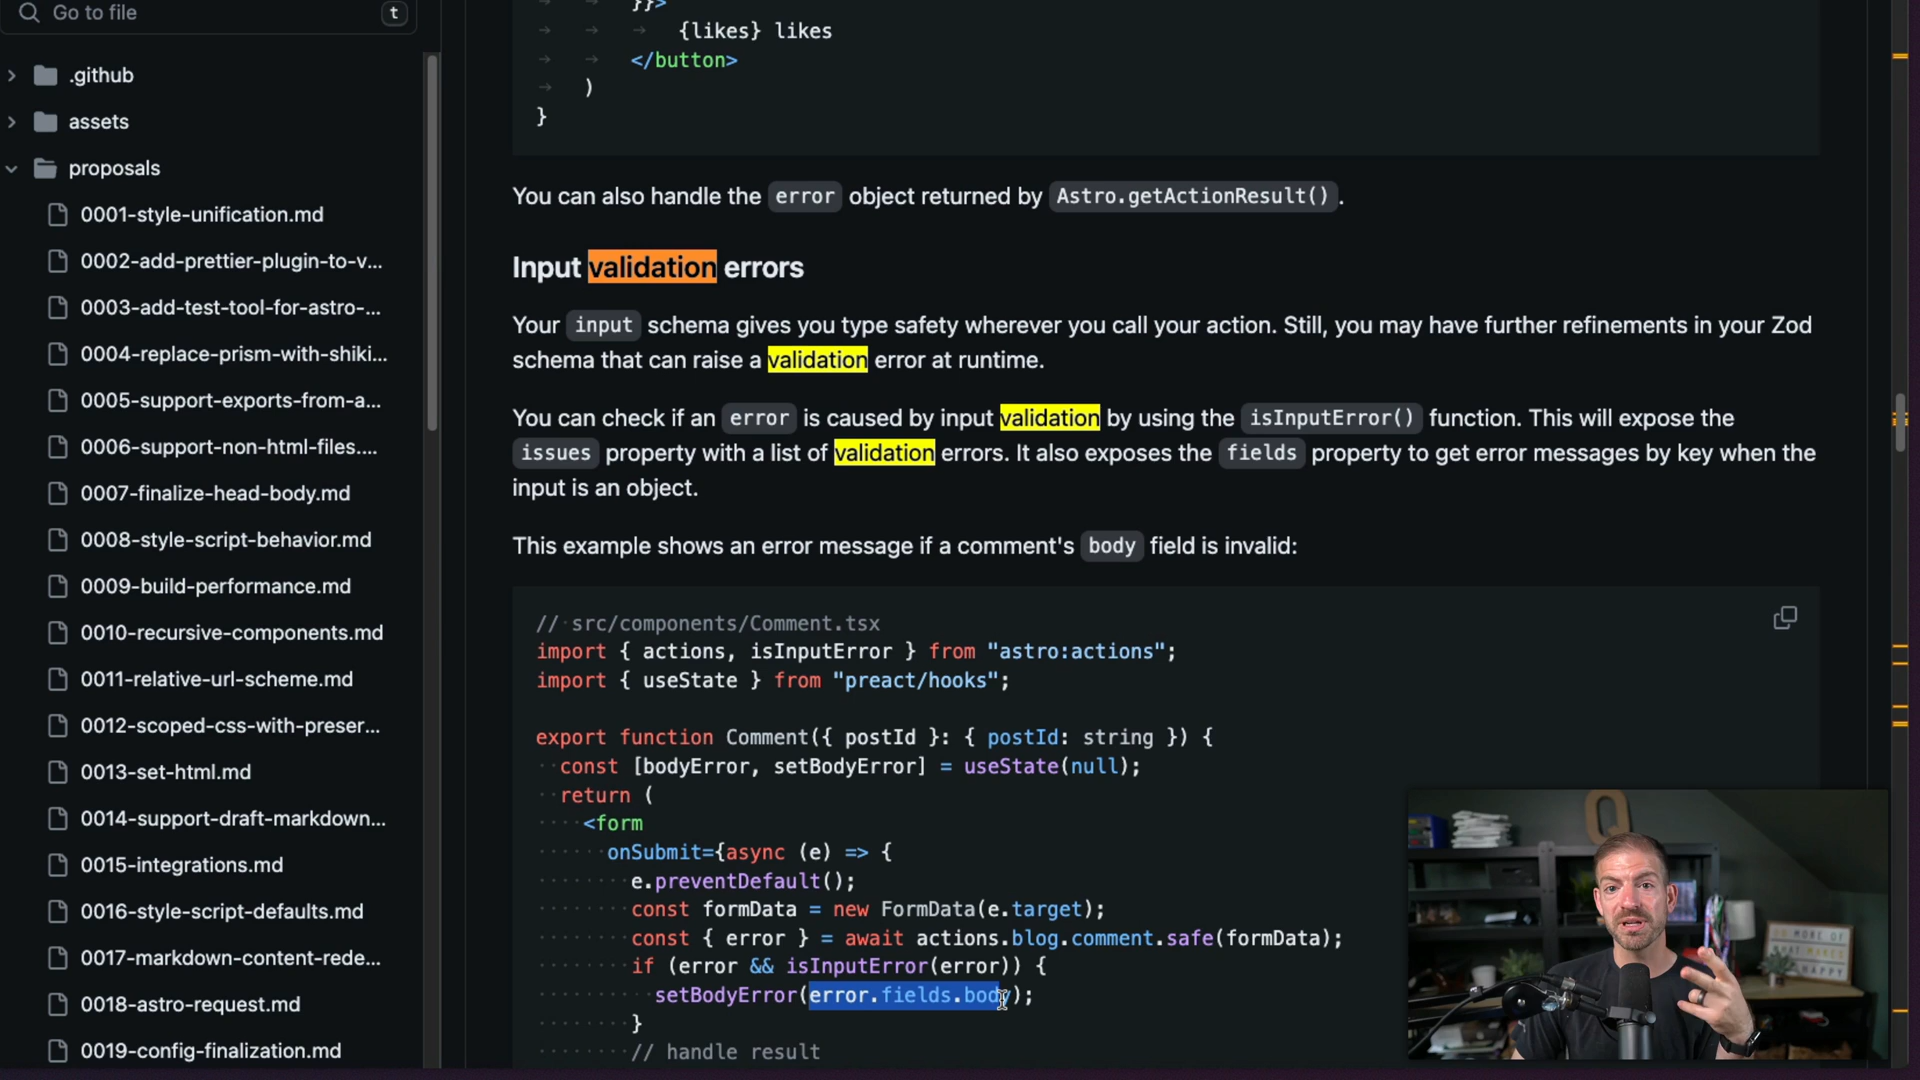 Go to file
t
.github
assets
proposals
0001-style-unification.md
0002-add-prettier-plugin-to-v...
0003-add-test-tool-for-astro-...
0004-replace-prism-with-shiki...
0005-support-exports-from-a...
0006-support-non-html-files....
0007-finalize-head-body.md
0008-style-script-behavior.md
0009-build-performance.md
0010-recursive-components.md
0011-relative-url-scheme.md
0012-scoped-css-with-preser...
0013-set-html.md
0014-support-draft-markdown...
0015-integrations.md
0016-style-script-defaults.md
0017-markdown-content-rede...
0018-astro-request.md
0019-config-finalization.md
}}>
{likes} likes
</button>
)
}
You can also handle the error object returned by Astro.getActionResult().
Input validation errors
Your input schema gives you type safety wherever you call your action. Still, you may have further refinements in your Zod
schema that can raise a validation error at runtime.
You can check if an error is caused by input validation by using the isInputError() function. This will expose the
issues property with a list of validation errors. It also exposes the fields property to get error messages by key when the
input is an object.
This example shows an error message if a comment's body field is invalid:
// src/components/Comment.tsx
import { actions, isInputError } from "astro:actions";
import { useState } from "preact/hooks";
export function Comment({ postId }: { postId: string }) {
const [bodyError, setBodyError] = useState(null);
return (
<form
onSubmit={async (e) => {
e.preventDefault();
const formData = new FormData(e.target);
const { error } = await actions.blog.comment.safe(formData);
if (error && isInputError(error)) {
setBodyError(error.fields.body);
}
// handle result
Q
DO MORE OF
WHAT MAKES
HAPPY